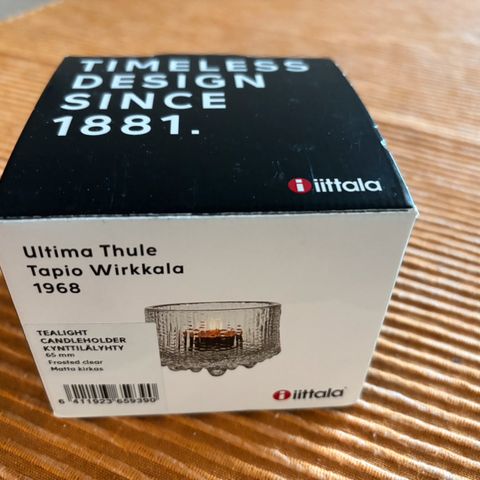 TIMELESS
DESIGN
SINCE
1881.
iittala
Ultima Thule
Tapio Wirkkala
1968
TEALIGHT
CANDLEHOLDER
KYNTTILÄLYHTY
65 mm
Frosted clear
Matta kirkas
6 411923 659390
iittala